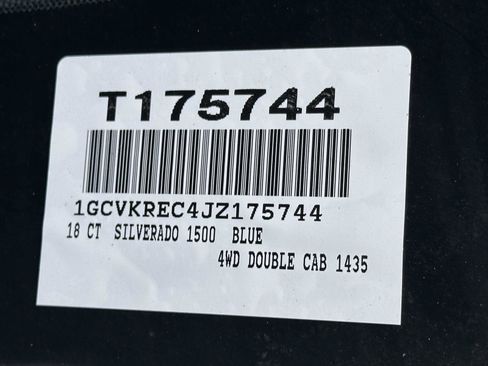 T175744
1GCVKREC4JZ175744
18 CT SILVERADO 1500 BLUE
4WD DOUBLE CAB 1435